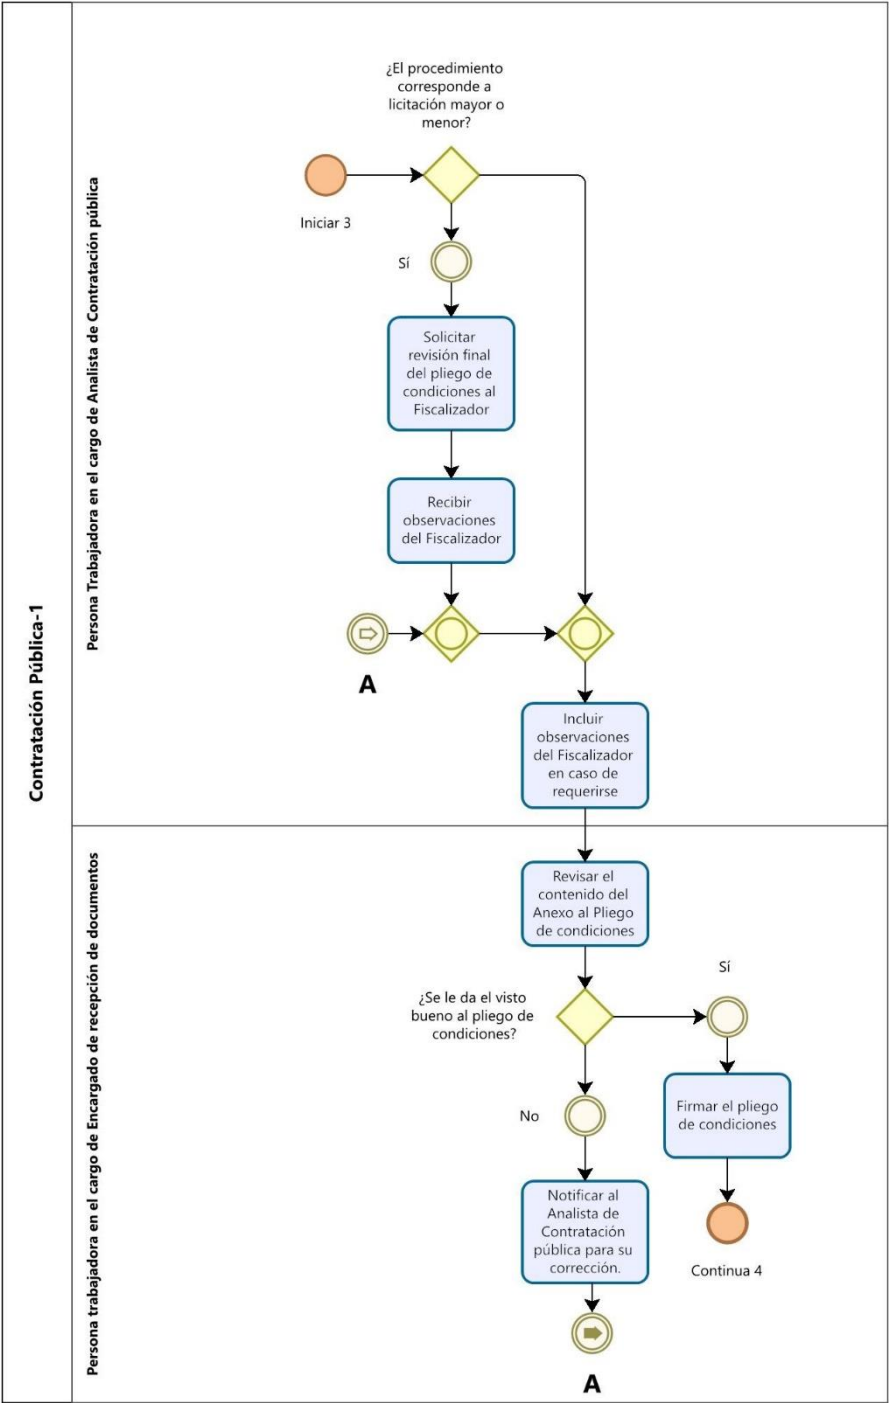 Contratación Pública-1
Persona Trabajadora en el cargo de Analista de Contratación pública
¿El procedimiento
corresponde a
licitación mayor o
menor?
Iniciar 3
Sí
Solicitar
revisión final
del pliego de
condiciones al
Fiscalizador
Recibir
observaciones
del Fiscalizador
A
Incluir
observaciones
del Fiscalizador
en caso de
requerirse
Persona trabajadora en el cargo de Encargado de recepción de documentos
Revisar el
contenido del
Anexo al Pliego
de condiciones
¿Se le da el visto
bueno al pliego de
condiciones?
Sí
Firmar el pliego
de condiciones
Continua 4
No
Notificar al
Analista de
Contratación
pública para su
corrección.
A